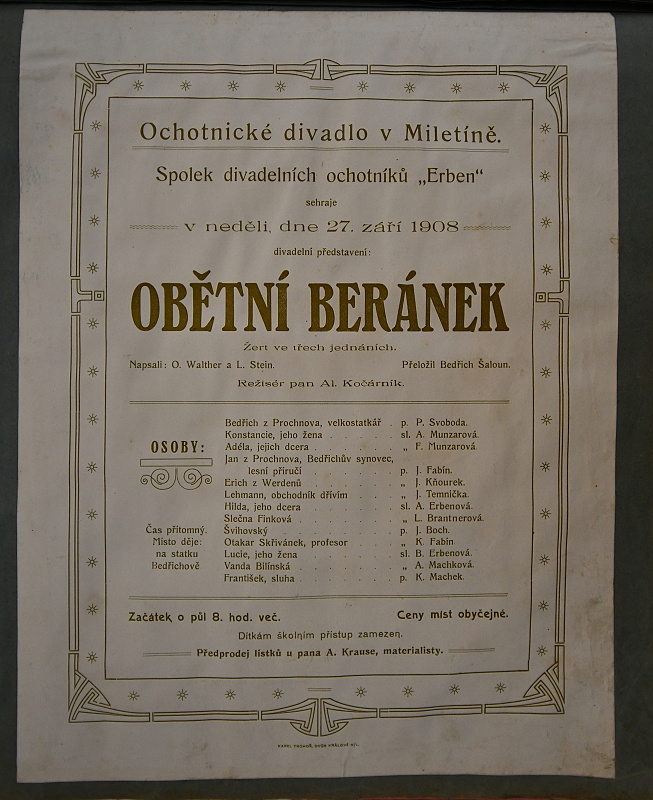 Ochotnické divadlo v Miletíně.
Spolek divadelních ochotníků „Erben“
sehraje
v neděli, dne 27. září 1908
divadelní představení:
OBĚTNÍ BERÁNEK
Žert ve třech jednáních.
Napsali: O. Walther a L. Stein. Přeložil Bedřich Šaloun.
Režisér pan Al. Kočárník.
OSOBY:
Bedřich z Prochnova, velkostatkář . p. P. Svoboda.
Konstancie, jeho žena . . . . . sl. A. Munzarová.
Adéla, jejich dcera . . . . . . „ F. Munzarová.
Jan z Prochnova, Bedřichův synovec,
lesní příručí . . . . . . p. J. Fabín.
Erich z Werdenů . . . . . . „ J. Kňourek.
Lehmann, obchodník dřívím . . . . „ J. Temnička.
Hilda, jeho dcera . . . . . . sl. A. Erbenová.
Slečna Finková . . . . . . . „ L. Brantnerová.
Švihovský . . . . . . . . p. J. Boch.
Otakar Skřivánek, profesor . . . . „ K. Fabín.
Lucie, jeho žena . . . . . . sl. B. Erbenová.
Vanda Bilínská . . . . . . . „ A. Machková.
František, sluha . . . . . . . p. K. Machek.
Čas přítomný.
Místo děje:
na statku
Bedřichově
Začátek o půl 8. hod. več. Ceny míst obyčejné.
Dítkám školním přístup zamezen.
Předprodej lístků u pana A. Krause, materialisty.